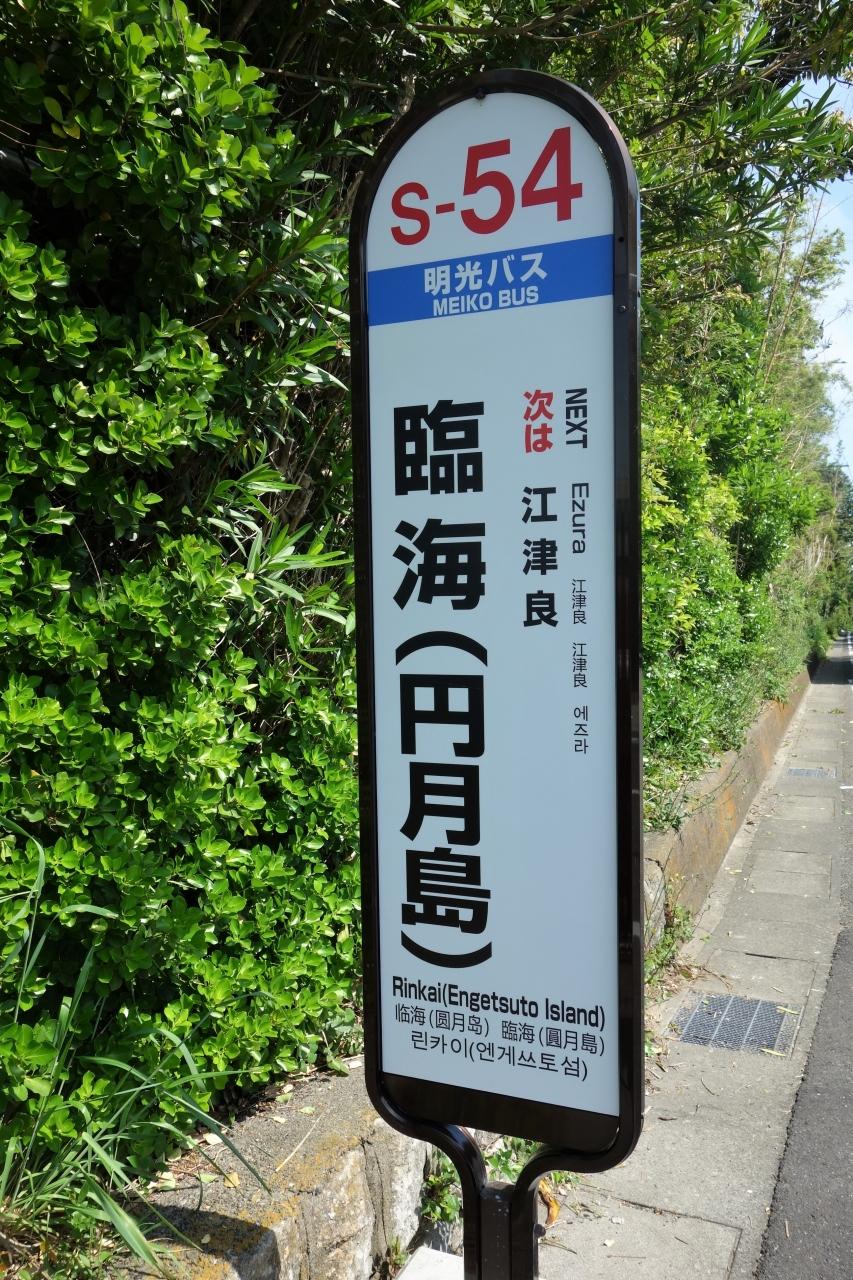 S-54
明光バス
MEIKO BUS
NEXT Ezura 江津良 江津良 에즈라
次は 江津良
臨海(円月島)
Rinkai(Engetsuto Island)
临海(圆月岛) 臨海(圓月島)
린카이(엔게쓰토섬)